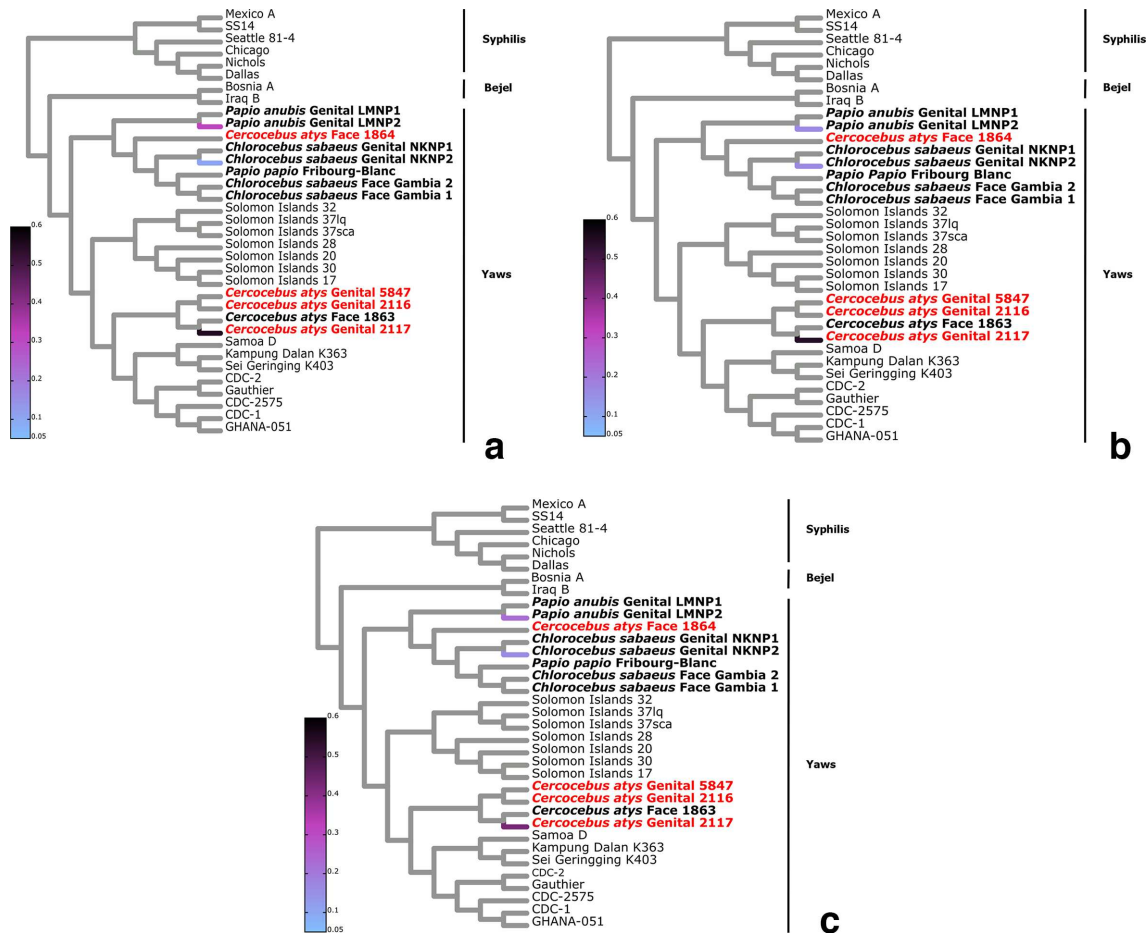 Mexico A
SS14
Seattle 81-4
Chicago
Nichols
Dallas
Bosnia A
Iraq B
Papio anubis Genital LMNP1
Papio anubis Genital LMNP2
Cercocebus atys Face 1864
Chlorocebus sabaeus Genital NKNP1
Chlorocebus sabaeus Genital NKNP2
Papio papio Fribourg-Blanc
Chlorocebus sabaeus Face Gambia 2
Chlorocebus sabaeus Face Gambia 1
Solomon Islands 32
Solomon Islands 37lq
Solomon Islands 37sca
Solomon Islands 28
Solomon Islands 20
Solomon Islands 30
Solomon Islands 17
Cercocebus atys Genital 5847
Cercocebus atys Genital 2116
Cercocebus atys Face 1863
Cercocebus atys Genital 2117
Samoa D
Kampung Dalan K363
Sei Geringing K403
CDC-2
Gauthier
CDC-2575
CDC-1
GHANA-051
Syphilis
Bejel
Yaws
0.6
0.5
0.4
0.3
0.2
0.1
0.05
a
Mexico A
SS14
Seattle 81-4
Chicago
Nichols
Dallas
Bosnia A
Iraq B
Papio anubis Genital LMNP1
Papio anubis Genital LMNP2
Cercocebus atys Face 1864
Chlorocebus sabaeus Genital NKNP1
Chlorocebus sabaeus Genital NKNP2
Papio Papio Fribourg Blanc
Chlorocebus sabaeus Face Gambia 2
Chlorocebus sabaeus Face Gambia 1
Solomon Islands 32
Solomon Islands 37lq
Solomon Islands 37sca
Solomon Islands 28
Solomon Islands 20
Solomon Islands 30
Solomon Islands 17
Cercocebus atys Genital 5847
Cercocebus atys Genital 2116
Cercocebus atys Face 1863
Cercocebus atys Genital 2117
Samoa D
Kampung Dalan K363
Sei Geringging K403
CDC-2
Gauthier
CDC-2575
CDC-1
GHANA-051
Syphilis
Bejel
Yaws
0.6
0.5
0.4
0.3
0.2
0.1
0.05
b
Mexico A
SS14
Seattle 81-4
Chicago
Nichols
Dallas
Bosnia A
Iraq B
Papio anubis Genital LMNP1
Papio anubis Genital LMNP2
Cercocebus atys Face 1864
Chlorocebus sabaeus Genital NKNP1
Chlorocebus sabaeus Genital NKNP2
Papio papio Fribourg-Blanc
Chlorocebus sabaeus Face Gambia 2
Chlorocebus sabaeus Face Gambia 1
Solomon Islands 32
Solomon Islands 37lq
Solomon Islands 37sca
Solomon Islands 28
Solomon Islands 20
Solomon Islands 30
Solomon Islands 17
Cercocebus atys Genital 5847
Cercocebus atys Genital 2116
Cercocebus atys Face 1863
Cercocebus atys Genital 2117
Samoa D
Kampung Dalan K363
Sei Geringging K403
CDC-2
Gauthier
CDC-2575
CDC-1
GHANA-051
Syphilis
Bejel
Yaws
0.6
0.5
0.4
0.3
0.2
0.1
0.05
c